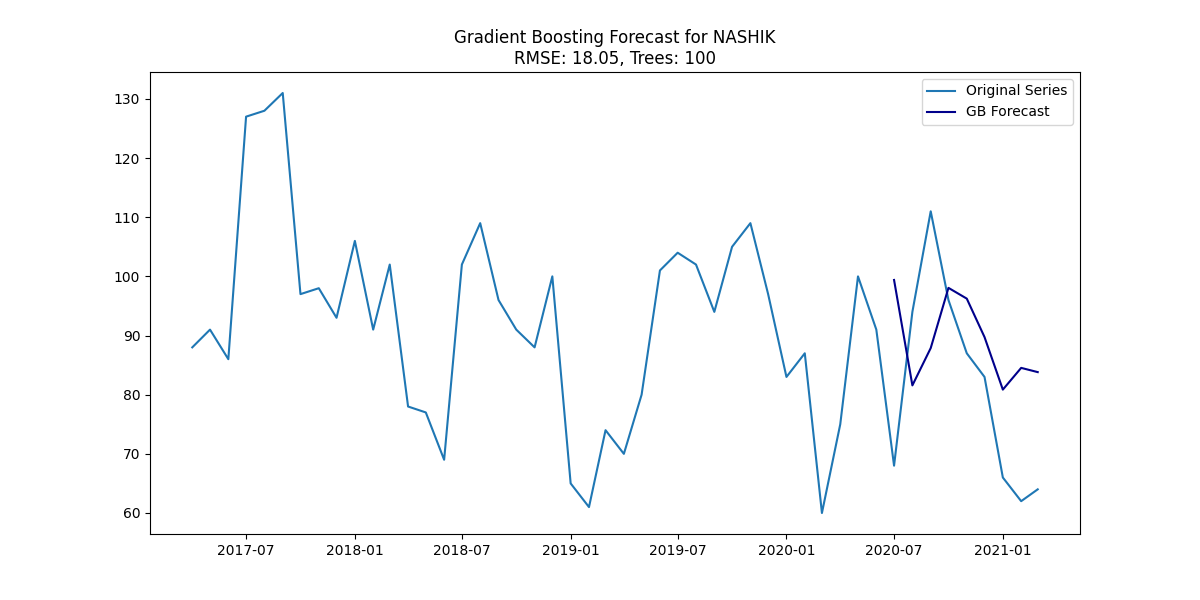 Gradient Boosting Forecast for NASHIK
RMSE: 18.05, Trees: 100
Original Series
GB Forecast
130
120
110
100
90
80
70
60
2017-07 2018-01 2018-07 2019-01 2019-07 2020-01 2020-07 2021-01